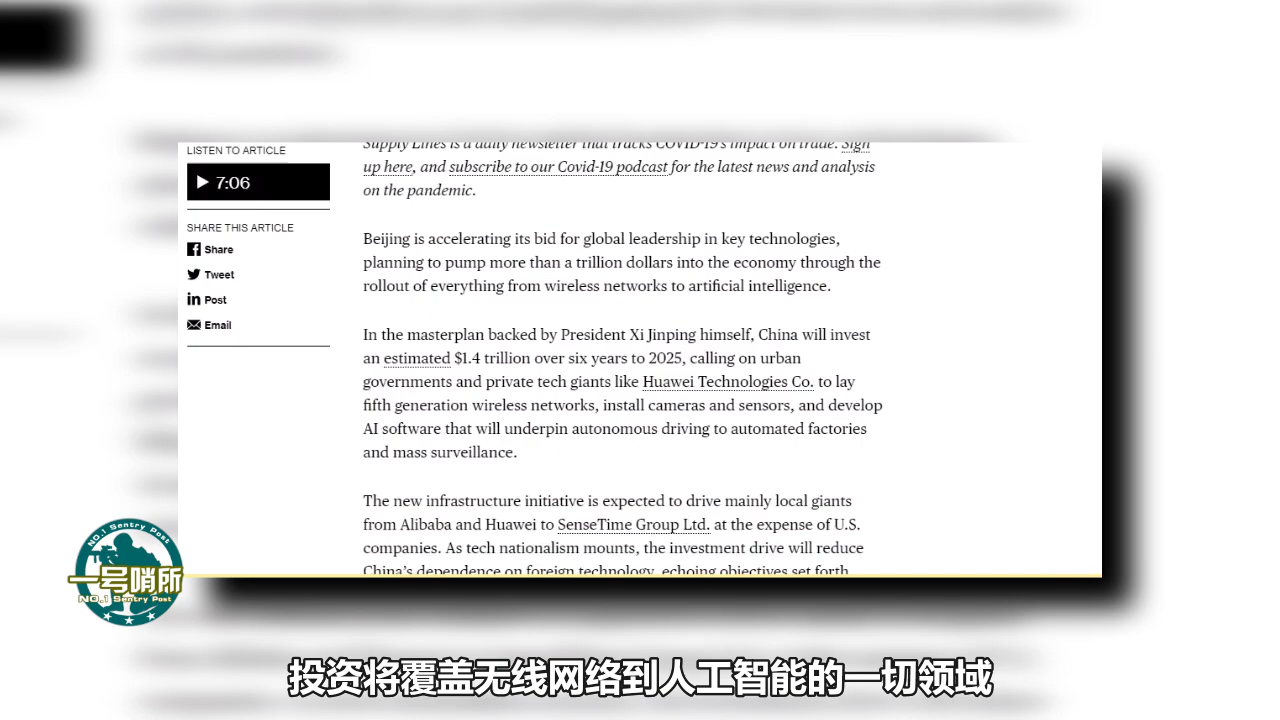 LISTEN TO ARTICLE
7:06
SHARE THIS ARTICLE
Share
Tweet
Post
Email
Supply Lines is a daily newsletter that tracks COVID-19's impact on trade. Sign
up here, and subscribe to our Covid-19 podcast for the latest news and analysis
on the pandemic.
Beijing is accelerating its bid for global leadership in key technologies,
planning to pump more than a trillion dollars into the economy through the
rollout of everything from wireless networks to artificial intelligence.
In the masterplan backed by President Xi Jinping himself, China will invest
an estimated $1.4 trillion over six years to 2025, calling on urban
governments and private tech giants like Huawei Technologies Co. to lay
fifth generation wireless networks, install cameras and sensors, and develop
AI software that will underpin autonomous driving to automated factories
and mass surveillance.
The new infrastructure initiative is expected to drive mainly local giants
from Alibaba and Huawei to SenseTime Group Ltd. at the expense of U.S.
companies. As tech nationalism mounts, the investment drive will reduce
China's dependence on foreign technology, echoing objectives set forth
NO.1 Sentry Post
一号哨所
NO.1 Sentry Post
投资将覆盖无线网络到人工智能的一切领域